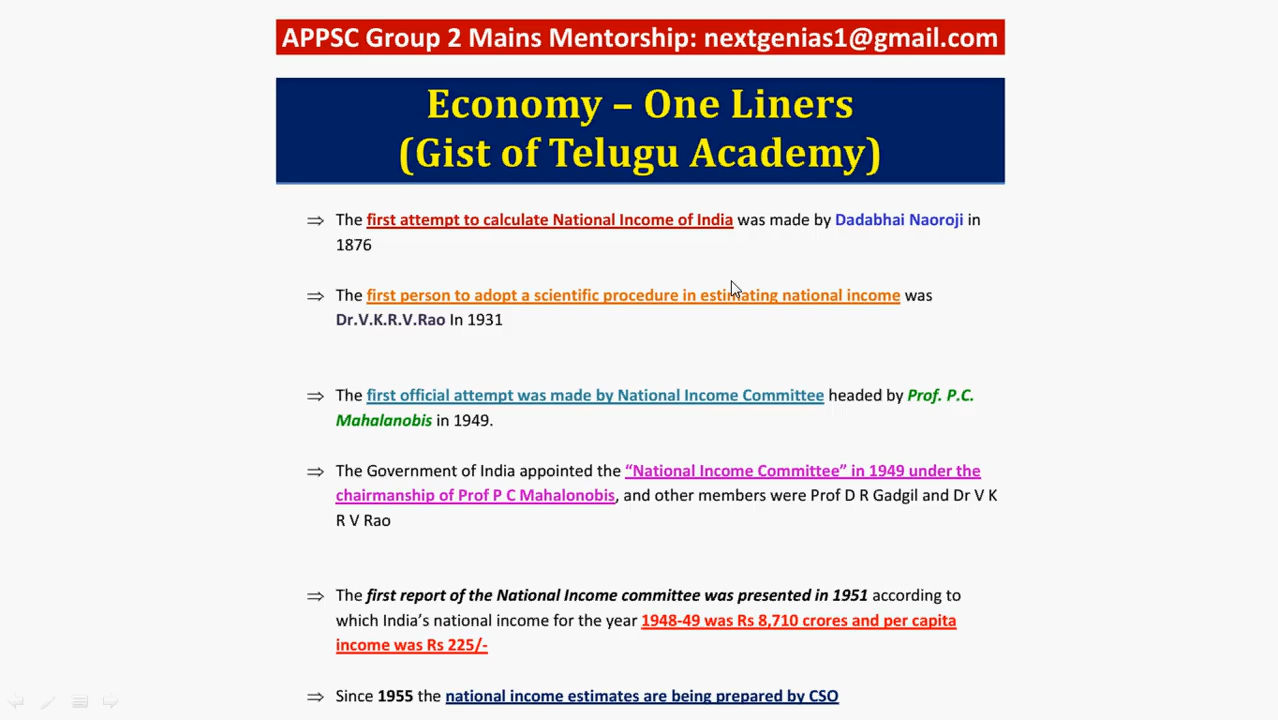 APPSC Group 2 Mains Mentorship: nextgenias1@gmail.com
Economy – One Liners
(Gist of Telugu Academy)
⇒ The first attempt to calculate National Income of India was made by Dadabhai Naoroji in
1876
⇒ The first person to adopt a scientific procedure in estimating national income was
Dr.V.K.R.V.Rao In 1931
⇒ The first official attempt was made by National Income Committee headed by Prof. P.C.
Mahalanobis in 1949.
⇒ The Government of India appointed the “National Income Committee” in 1949 under the
chairmanship of Prof P C Mahalonobis, and other members were Prof D R Gadgil and Dr V K
R V Rao
⇒ The first report of the National Income committee was presented in 1951 according to
which India’s national income for the year 1948-49 was Rs 8,710 crores and per capita
income was Rs 225/-
⇒ Since 1955 the national income estimates are being prepared by CSO